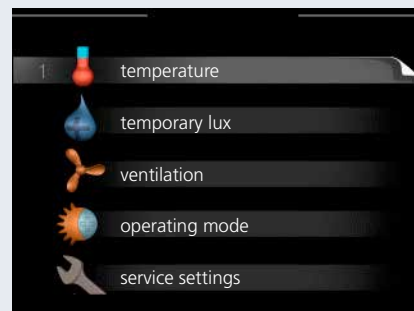 1 temperature
temporary lux
ventilation
operating mode
service settings